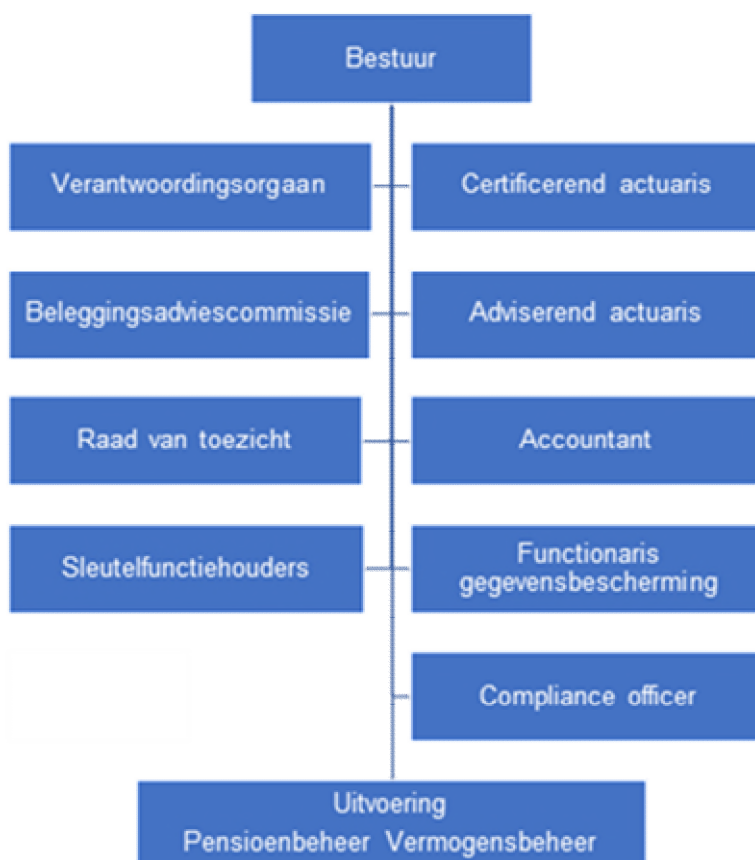 Bestuur
Verantwoordingsorgaan
Certificerend actuaris
Beleggingsadviescommissie
Adviserend actuaris
Raad van toezicht
Accountant
Sleutelfunctiehouders
Functionaris
gegevensbescherming
Compliance officer
Uitvoering
Pensioenbeheer Vermogensbeheer